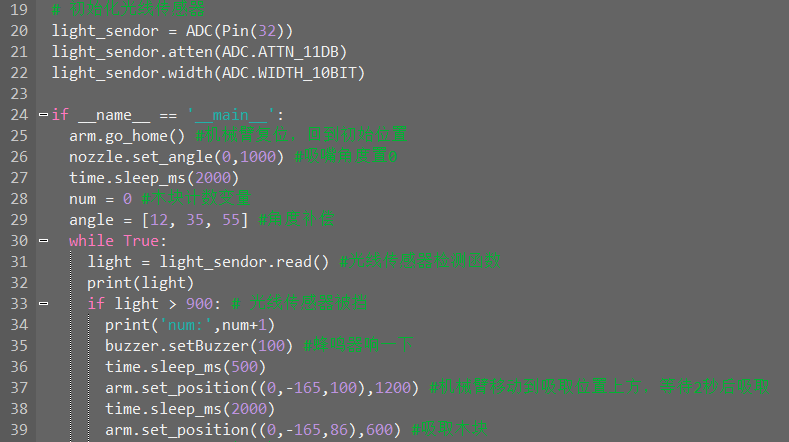 19 # 初始化光线传感器
20 light_sendor = ADC(Pin(32))
21 light_sendor.atten(ADC.ATTN_11DB)
22 light_sendor.width(ADC.WIDTH_10BIT)
23
24 if __name__ == '__main__':
25 arm.go_home() #机械臂复位，回到初始位置
26 nozzle.set_angle(0,1000) #吸嘴角度置0
27 time.sleep_ms(2000)
28 num = 0 #木块计数变量
29 angle = [12, 35, 55] #角度补偿
30 while True:
31 light = light_sendor.read() #光线传感器检测函数
32 print(light)
33 if light > 900: # 光线传感器被挡
34 print('num:',num+1)
35 buzzer.setBuzzer(100) #蜂鸣器响一下
36 time.sleep_ms(500)
37 arm.set_position((0,-165,100),1200) #机械臂移动到吸取位置上方，等待2秒后吸取
38 time.sleep_ms(2000)
39 arm.set_position((0,-165,86),600) #吸取木块